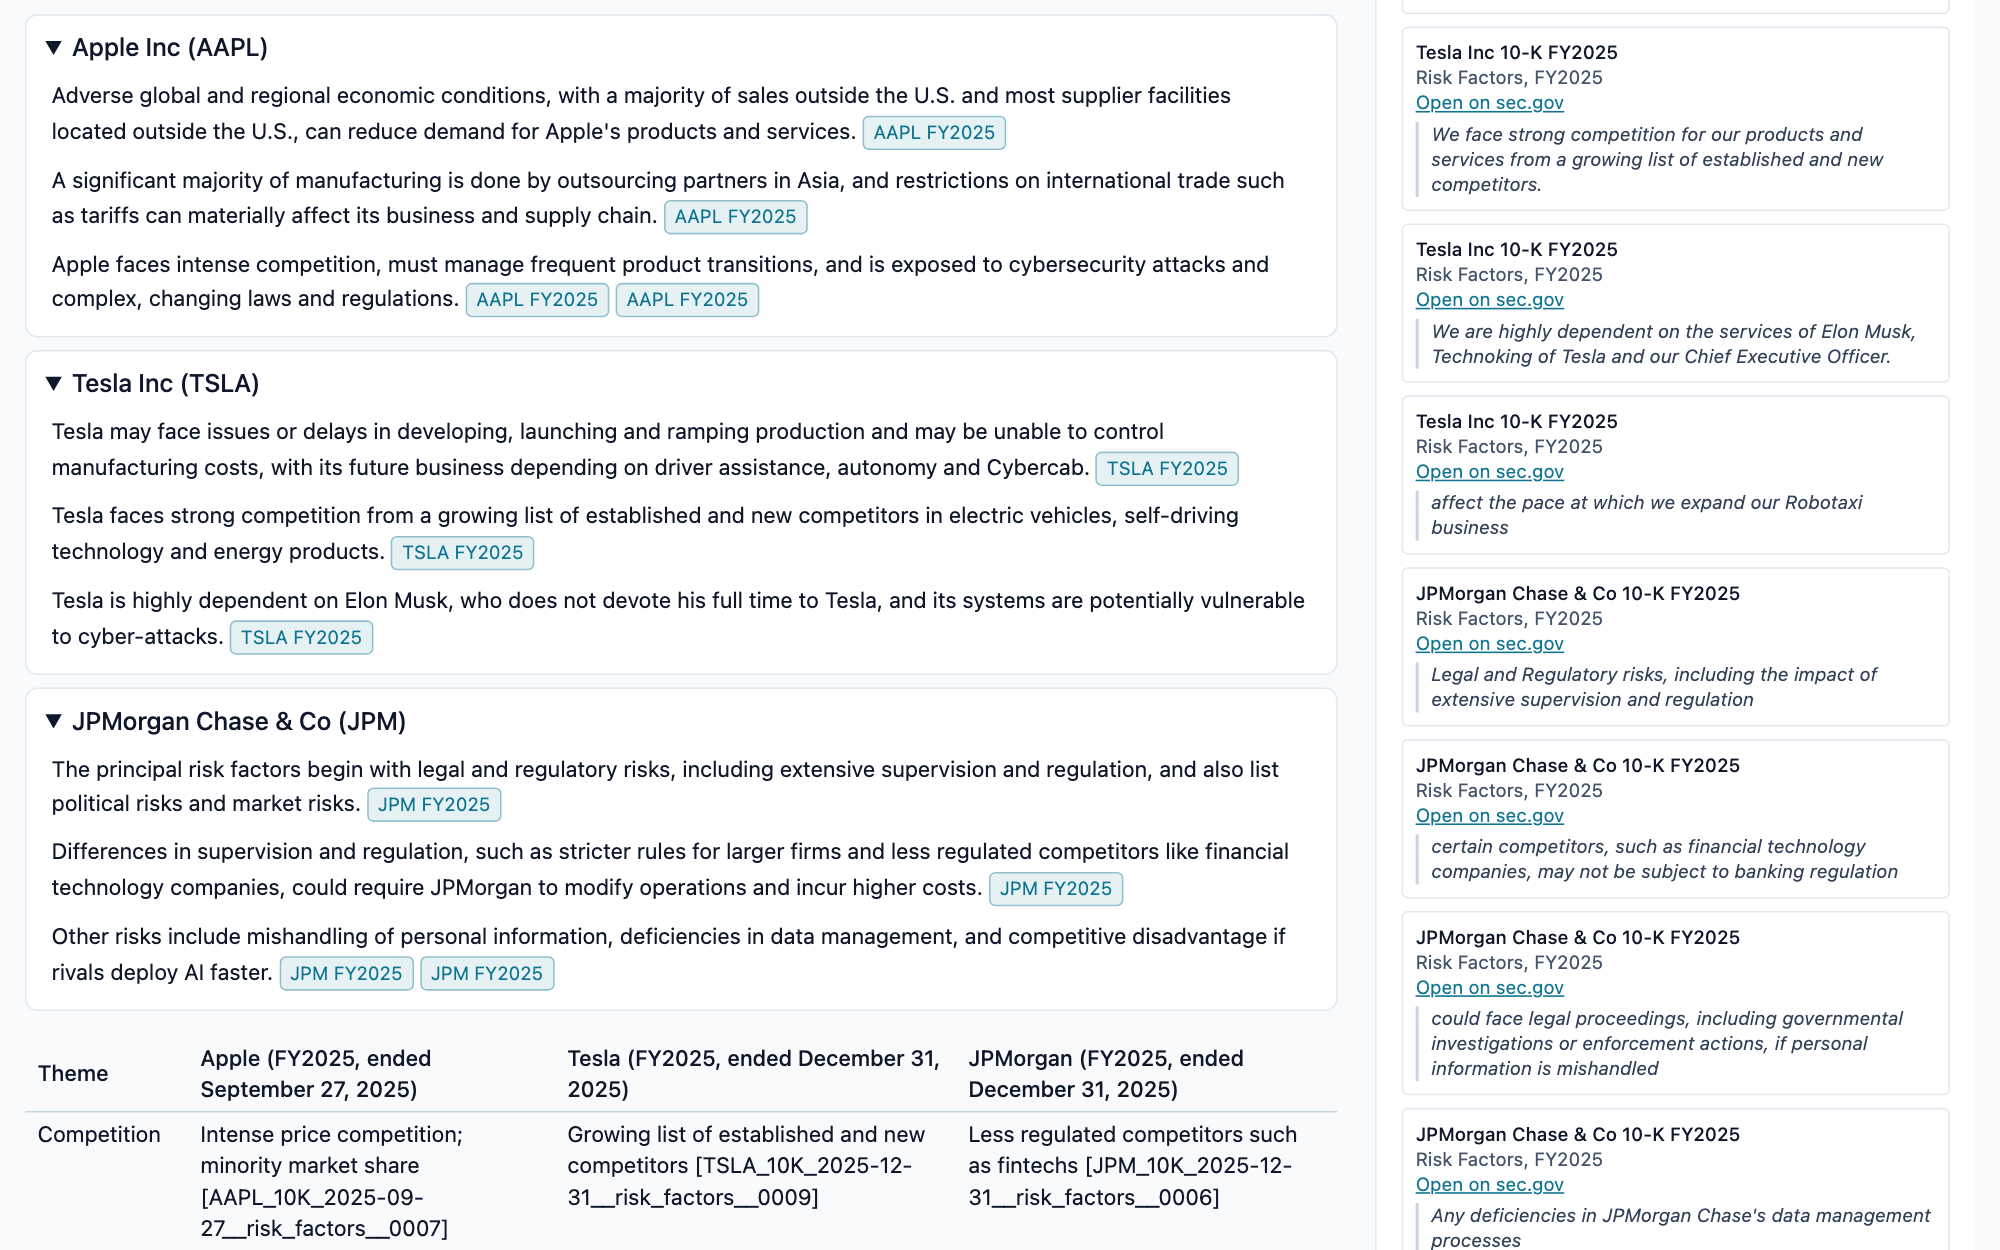 ▼ Apple Inc (AAPL)
Adverse global and regional economic conditions, with a majority of sales outside the U.S. and most supplier facilities
located outside the U.S., can reduce demand for Apple's products and services. AAPL FY2025
A significant majority of manufacturing is done by outsourcing partners in Asia, and restrictions on international trade such
as tariffs can materially affect its business and supply chain. AAPL FY2025
Apple faces intense competition, must manage frequent product transitions, and is exposed to cybersecurity attacks and
complex, changing laws and regulations. AAPL FY2025 AAPL FY2025
▼ Tesla Inc (TSLA)
Tesla may face issues or delays in developing, launching and ramping production and may be unable to control
manufacturing costs, with its future business depending on driver assistance, autonomy and Cybercab. TSLA FY2025
Tesla faces strong competition from a growing list of established and new competitors in electric vehicles, self-driving
technology and energy products. TSLA FY2025
Tesla is highly dependent on Elon Musk, who does not devote his full time to Tesla, and its systems are potentially vulnerable
to cyber-attacks. TSLA FY2025
▼ JPMorgan Chase & Co (JPM)
The principal risk factors begin with legal and regulatory risks, including extensive supervision and regulation, and also list
political risks and market risks. JPM FY2025
Differences in supervision and regulation, such as stricter rules for larger firms and less regulated competitors like financial
technology companies, could require JPMorgan to modify operations and incur higher costs. JPM FY2025
Other risks include mishandling of personal information, deficiencies in data management, and competitive disadvantage if
rivals deploy AI faster. JPM FY2025 JPM FY2025
Theme
Apple (FY2025, ended
September 27, 2025)
Tesla (FY2025, ended December 31,
2025)
JPMorgan (FY2025, ended
December 31, 2025)
Competition
Intense price competition;
minority market share
[AAPL_10K_2025-09-
27__risk_factors__0007]
Growing list of established and new
competitors [TSLA_10K_2025-12-
31__risk_factors__0009]
Less regulated competitors such
as fintechs [JPM_10K_2025-12-
31__risk_factors__0006]
Tesla Inc 10-K FY2025
Risk Factors, FY2025
Open on sec.gov
We face strong competition for our products and
services from a growing list of established and new
competitors.
Tesla Inc 10-K FY2025
Risk Factors, FY2025
Open on sec.gov
We are highly dependent on the services of Elon Musk,
Technoking of Tesla and our Chief Executive Officer.
Tesla Inc 10-K FY2025
Risk Factors, FY2025
Open on sec.gov
affect the pace at which we expand our Robotaxi
business
JPMorgan Chase & Co 10-K FY2025
Risk Factors, FY2025
Open on sec.gov
Legal and Regulatory risks, including the impact of
extensive supervision and regulation
JPMorgan Chase & Co 10-K FY2025
Risk Factors, FY2025
Open on sec.gov
certain competitors, such as financial technology
companies, may not be subject to banking regulation
JPMorgan Chase & Co 10-K FY2025
Risk Factors, FY2025
Open on sec.gov
could face legal proceedings, including governmental
investigations or enforcement actions, if personal
information is mishandled
JPMorgan Chase & Co 10-K FY2025
Risk Factors, FY2025
Open on sec.gov
Any deficiencies in JPMorgan Chase's data management
processes